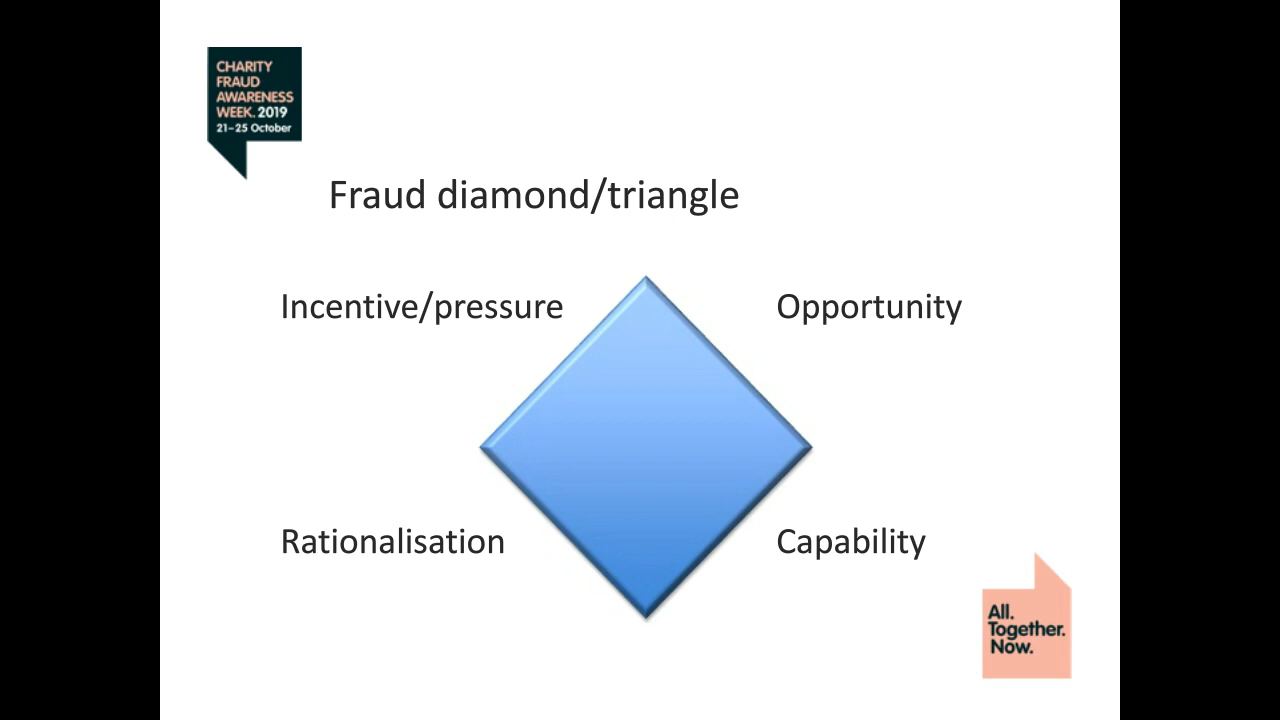 CHARITY
FRAUD
AWARENESS
WEEK. 2019
21–25 October
Fraud diamond/triangle
Incentive/pressure
Opportunity
Rationalisation
Capability
All.
Together.
Now.